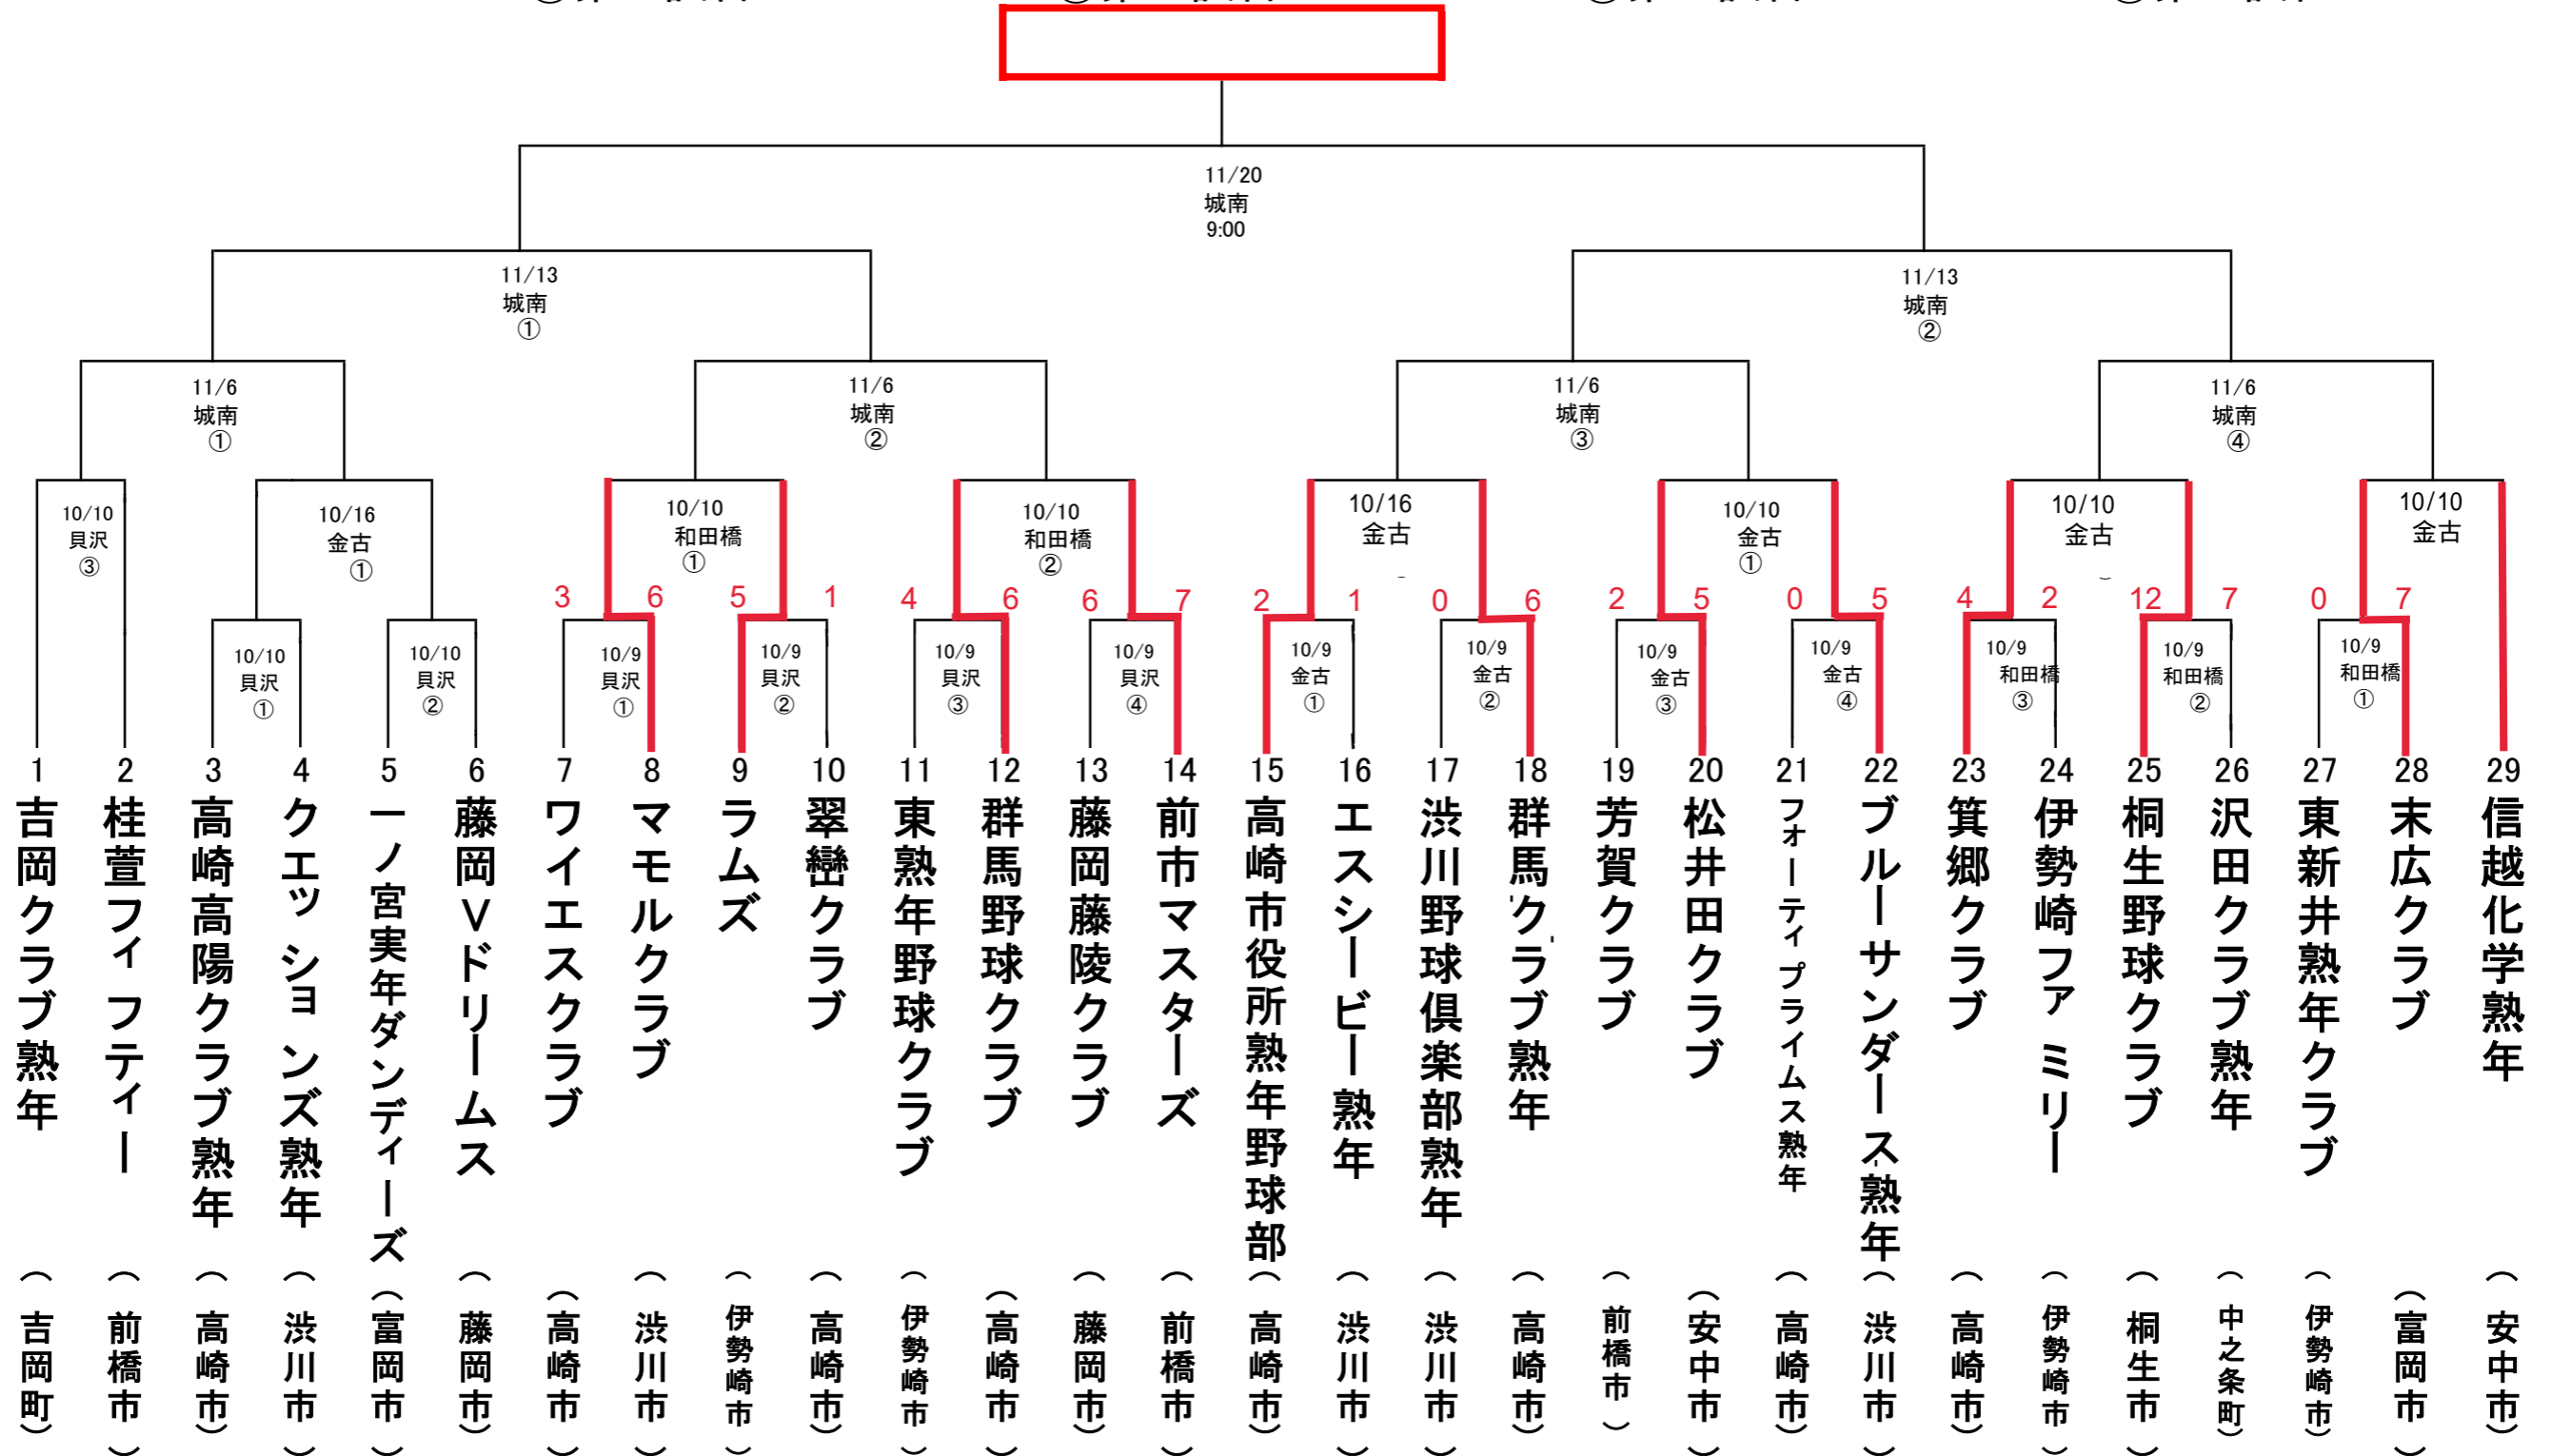 11/20
城南
9:00
11/13
城南
①
11/13
城南
②
11/6
城南
①
11/6
城南
②
11/6
城南
③
11/6
城南
④
10/10
貝沢
③
10/16
金古
①
10/10
和田橋
①
10/10
和田橋
②
10/16
金古
10/10
金古
①
10/10
金古
10/10
金古
3 6 5 1 4 6 6 7 2 1 0 6 2 5 0 5 4 2 12 7 0 7
10/10
貝沢
①
10/10
貝沢
②
10/9
貝沢
①
10/9
貝沢
②
10/9
貝沢
③
10/9
貝沢
④
10/9
金古
①
10/9
金古
②
10/9
金古
③
10/9
金古
④
10/9
和田橋
③
10/9
和田橋
②
10/9
和田橋
①
1 吉岡クラブ熟年 (吉岡町)
2 桂萱フィフティー (前橋市)
3 高崎高陽クラブ熟年 (高崎市)
4 クエッションズ熟年 (渋川市)
5 一ノ宮実年ダンディーズ (富岡市)
6 藤岡Vドリームス (藤岡市)
7 ワイエスクラブ (高崎市)
8 マモルクラブ (渋川市)
9 ラムズ (伊勢崎市)
10 翠巒クラブ (高崎市)
11 東熟年野球クラブ (伊勢崎市)
12 群馬野球クラブ (高崎市)
13 藤岡藤陵クラブ (藤岡市)
14 前市マスターズ (前橋市)
15 高崎市役所熟年野球部 (高崎市)
16 エスシービー熟年 (渋川市)
17 渋川野球倶楽部熟年 (渋川市)
18 群馬クラブ熟年 (高崎市)
19 芳賀クラブ (前橋市)
20 松井田クラブ (安中市)
21 フォーティプライムス熟年 (高崎市)
22 ブルーサンダース熟年 (渋川市)
23 箕郷クラブ (高崎市)
24 伊勢崎ファミリー (伊勢崎市)
25 桐生野球クラブ (桐生市)
26 沢田クラブ熟年 (中之条町)
27 東新井熟年クラブ (伊勢崎市)
28 末広クラブ (富岡市)
29 信越化学熟年 (安中市)